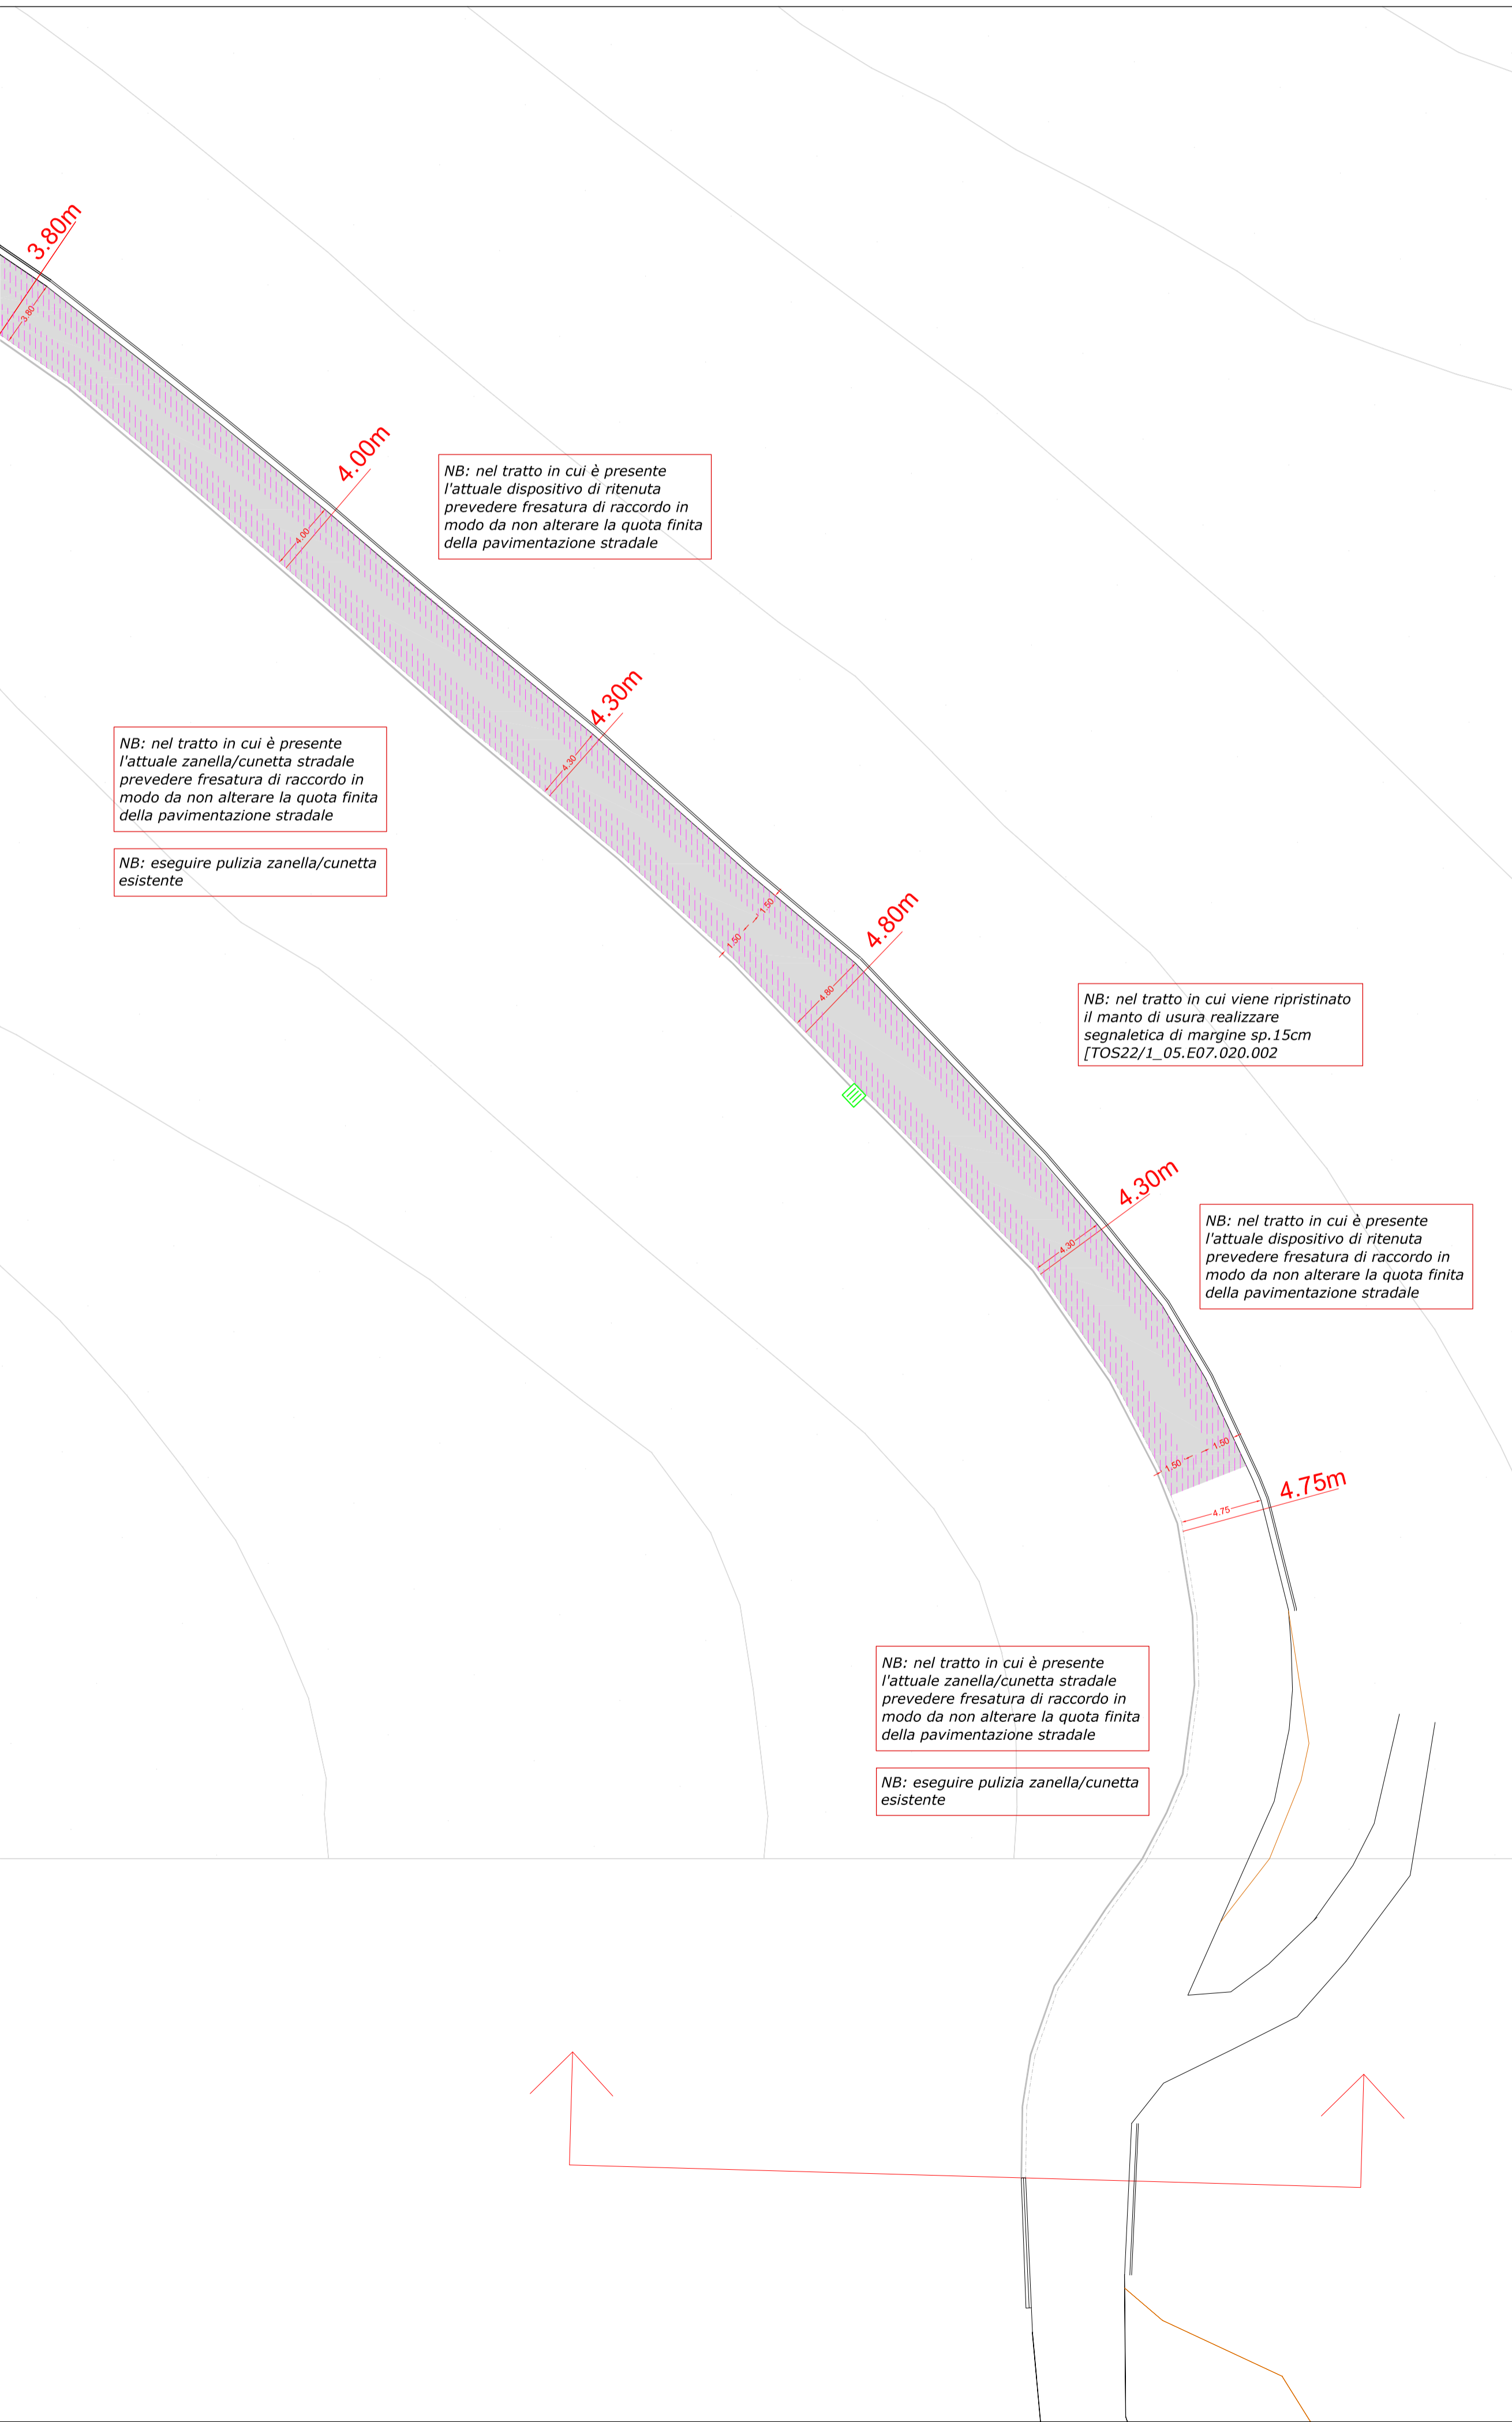 3.80m
3.80
4.00m
4.00
NB: nel tratto in cui è presente
l'attuale dispositivo di ritenuta
prevedere fresatura di raccordo in
modo da non alterare la quota finita
della pavimentazione stradale
4.30m
4.30
NB: nel tratto in cui è presente
l'attuale zanella/cunetta stradale
prevedere fresatura di raccordo in
modo da non alterare la quota finita
della pavimentazione stradale
NB: eseguire pulizia zanella/cunetta
esistente
1.50
1.50
4.80m
4.80
NB: nel tratto in cui viene ripristinato
il manto di usura realizzare
segnaletica di margine sp.15cm
[TOS22/1_05.E07.020.002
4.30m
4.30
NB: nel tratto in cui è presente
l'attuale dispositivo di ritenuta
prevedere fresatura di raccordo in
modo da non alterare la quota finita
della pavimentazione stradale
1.50
1.50
4.75m
4.75
NB: nel tratto in cui è presente
l'attuale zanella/cunetta stradale
prevedere fresatura di raccordo in
modo da non alterare la quota finita
della pavimentazione stradale
NB: eseguire pulizia zanella/cunetta
esistente